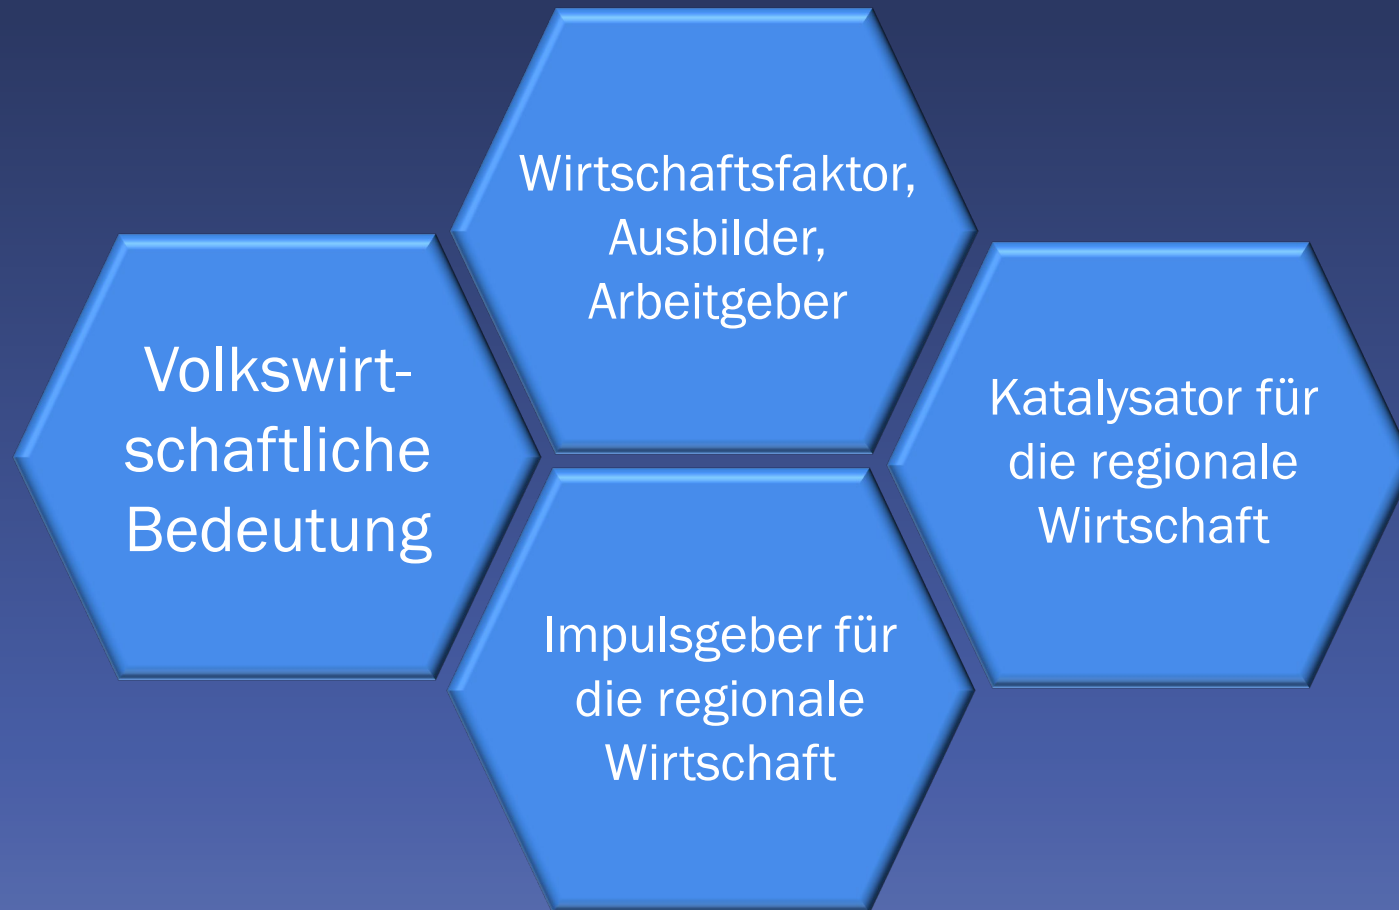 Volkswirt-
schaftliche
Bedeutung
Wirtschaftsfaktor,
Ausbilder,
Arbeitgeber
Impulsgeber für
die regionale
Wirtschaft
Katalysator für
die regionale
Wirtschaft